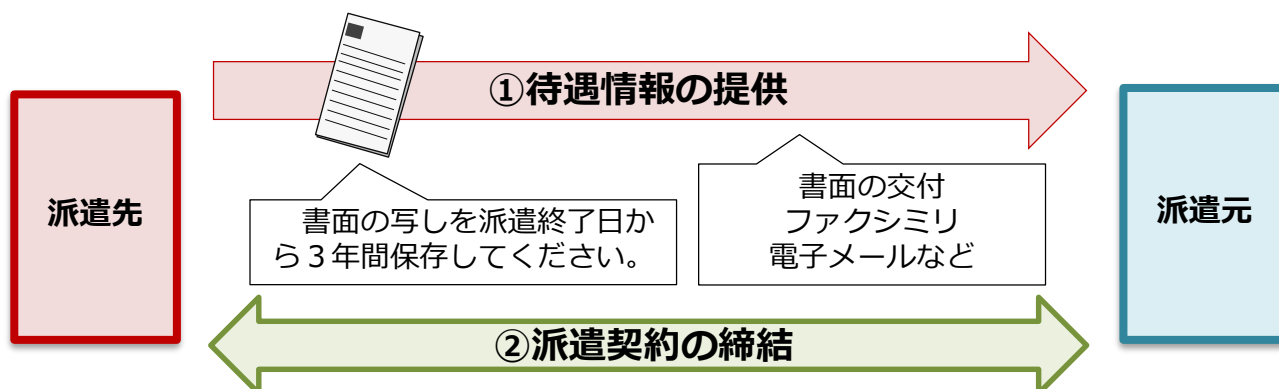 ①待遇情報の提供
派遣先
書面の写しを派遣終了日か
ら３年間保存してください。
書面の交付
ファクシミリ
電子メールなど
派遣元
②派遣契約の締結